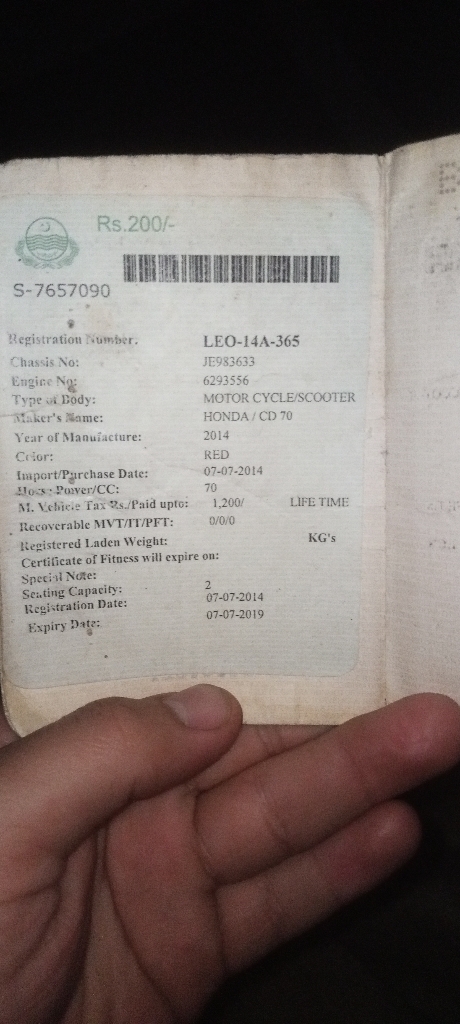 Rs.200/-
S-7657090
Registration Number: LEO-14A-365
Chassis No: JE983633
Engine No: 6293556
Type of Body: MOTOR CYCLE/SCOOTER
Maker's Name: HONDA / CD 70
Year of Manufacture: 2014
Color: RED
Import/Purchase Date: 07-07-2014
Horse Power/CC: 70
M. Vehicle Tax Rs./Paid upto: 1,200/ LIFE TIME
Recoverable MVT/IT/PFT: 0/0/0
Registered Laden Weight: KG's
Certificate of Fitness will expire on:
Special Note:
Seating Capacity: 2
Registration Date: 07-07-2014
Expiry Date: 07-07-2019